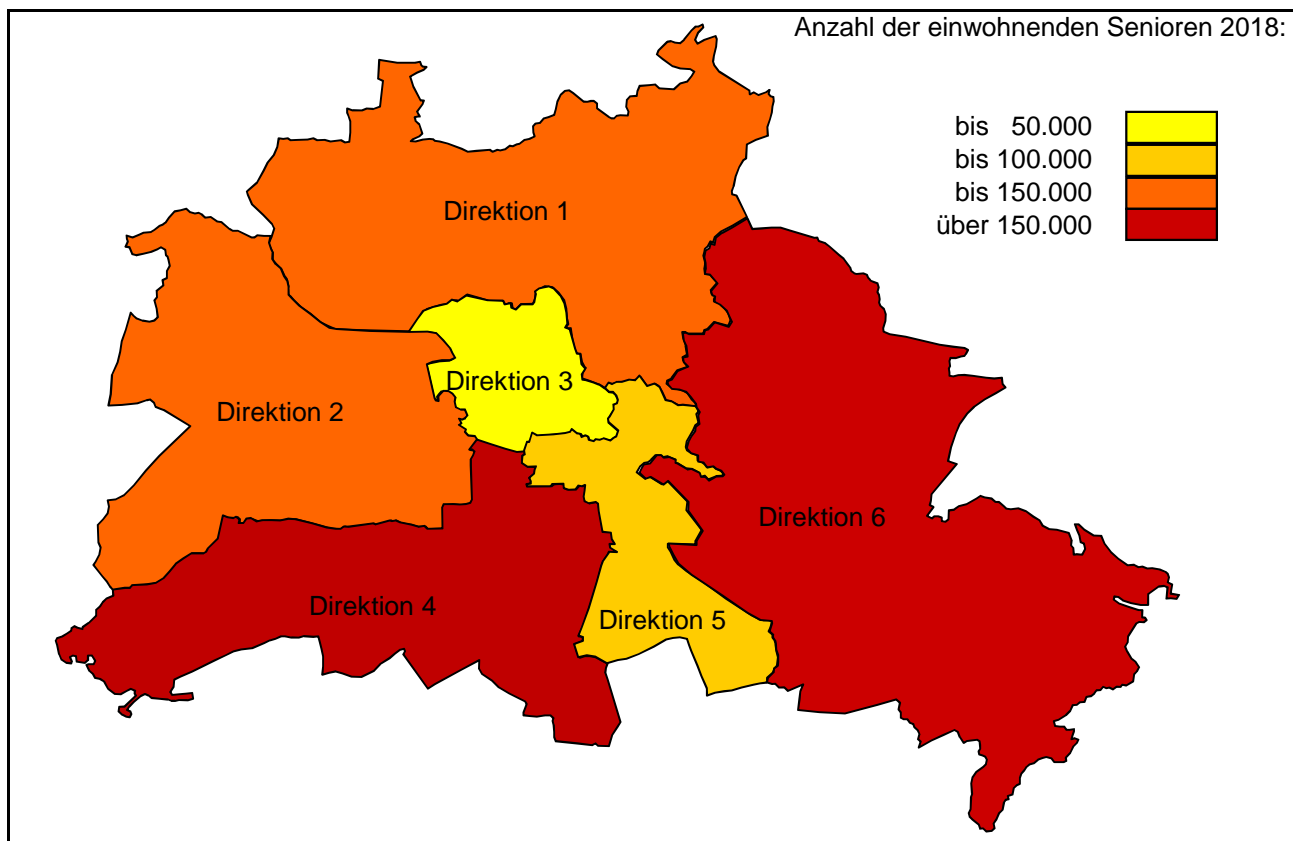 Anzahl der einwohnenden Senioren 2018:
bis 50.000
bis 100.000
bis 150.000
über 150.000
Direktion 1
Direktion 3
Direktion 2
Direktion 6
Direktion 4
Direktion 5